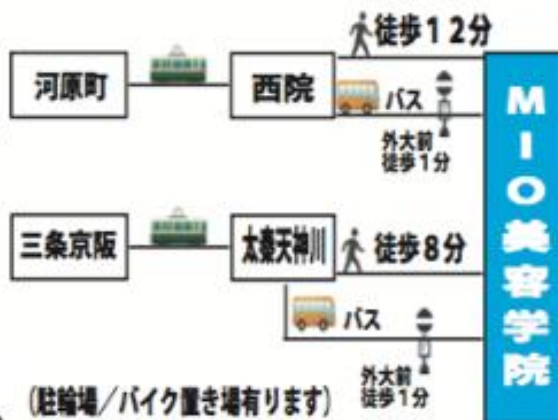 徒歩12分
河原町
西院
バス
外大前
徒歩1分
三条京阪
太秦天神川
徒歩8分
バス
外大前
徒歩1分
(駐輪場/バイク置き場有ります)
MIO美容学院